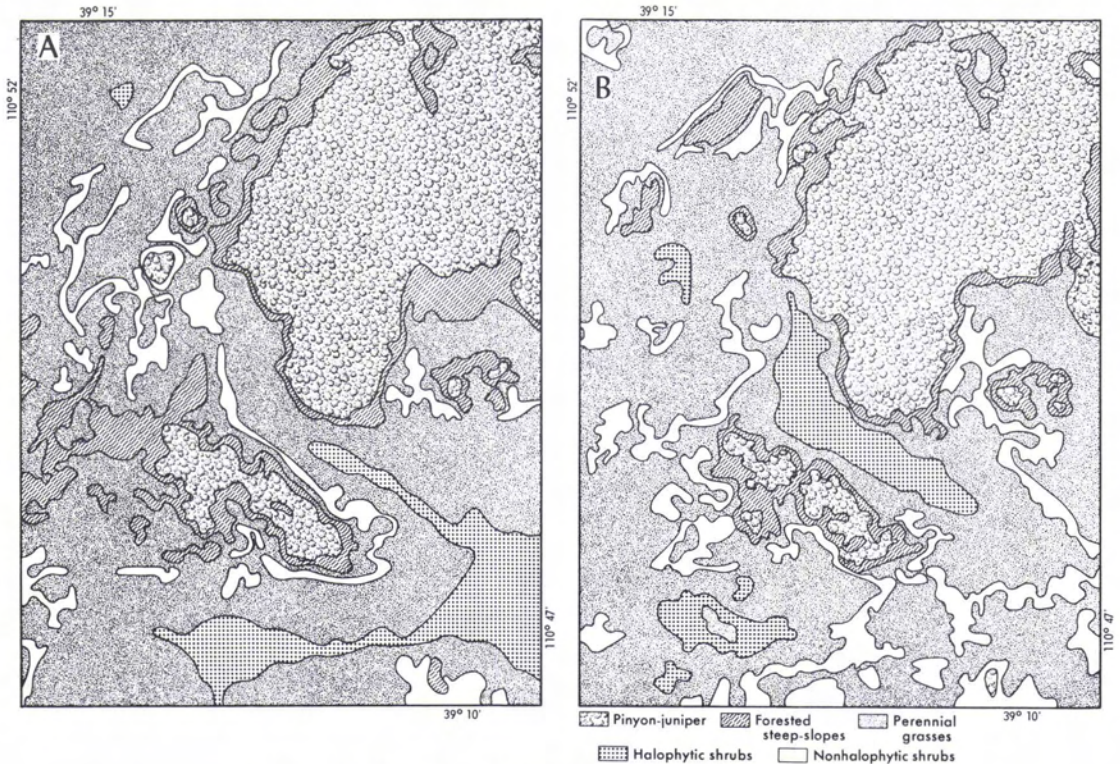 39° 15'
39° 15'
A
B
110° 52'
110° 52'
110° 47'
110° 47'
39° 10'
39° 10'
Pinyon-juniper
Forested steep-slopes
Perennial grasses
Halophytic shrubs
Nonhalophytic shrubs